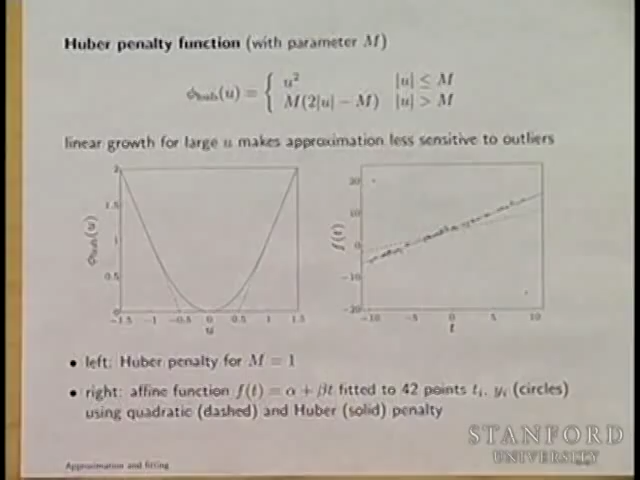 Huber penalty function (with parameter M)
ϕhub(u) = { u² |u| ≤ M
M(2|u| − M) |u| > M
linear growth for large u makes approximation less sensitive to outliers
2
1.5
1
0.5
0
ϕhub(u)
−1.5 −1 −0.5 0 0.5 1 1.5
u
20
10
0
−10
−20
f(t)
−10 −5 0 5 10
t
• left: Huber penalty for M = 1
• right: affine function f(t) = α + βt fitted to 42 points tᵢ, yᵢ (circles)
using quadratic (dashed) and Huber (solid) penalty
STANFORD
UNIVERSITY
Approximation and fitting